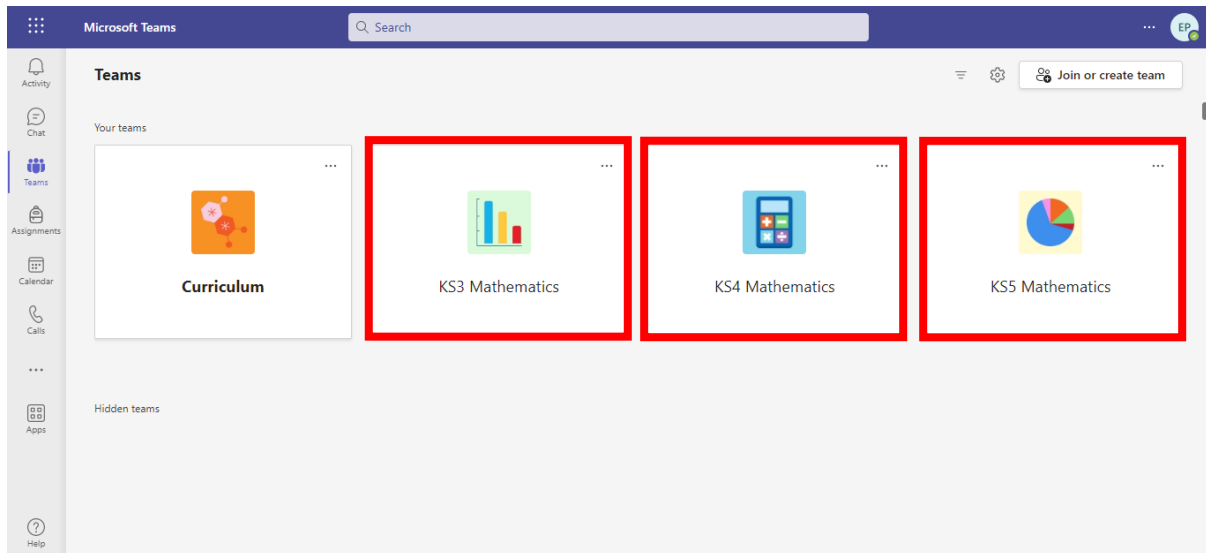 Microsoft Teams
Search
EP
Activity
Chat
Teams
Assignments
Calendar
Calls
Apps
Help
Teams
Join or create team
Your teams
Curriculum
KS3 Mathematics
KS4 Mathematics
KS5 Mathematics
Hidden teams